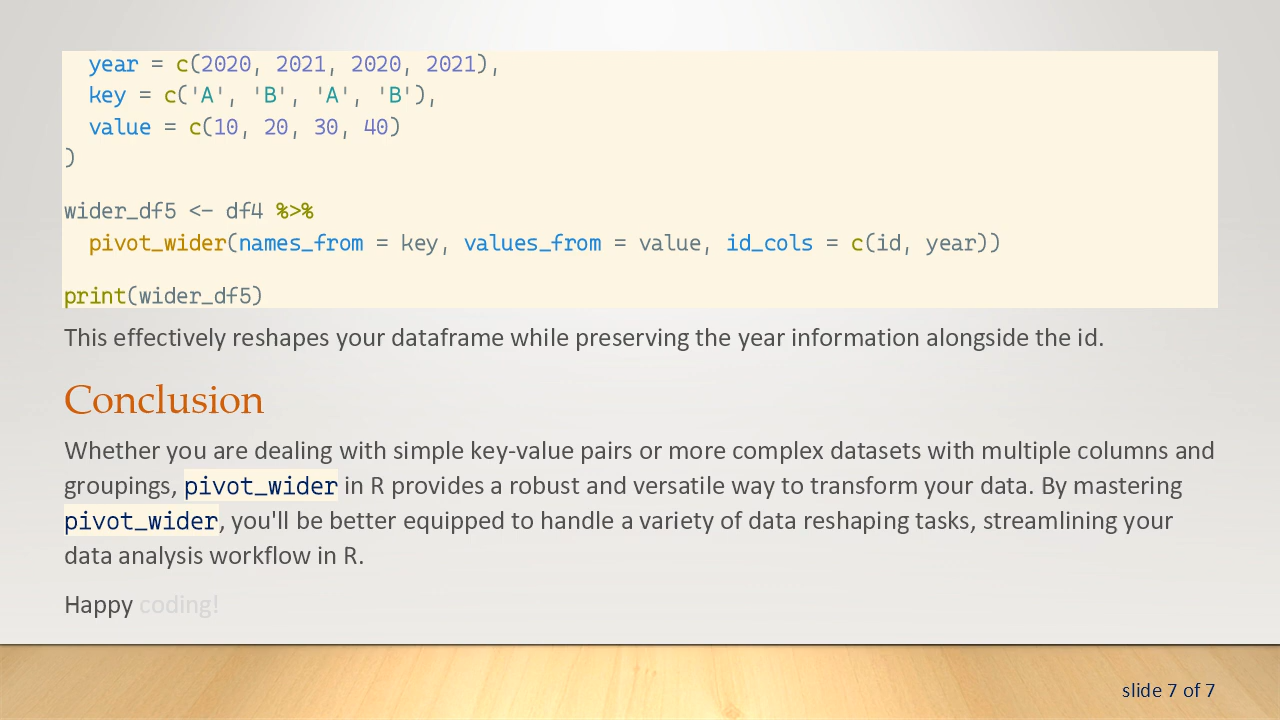 year = c(2020, 2021, 2020, 2021),
key = c('A', 'B', 'A', 'B'),
value = c(10, 20, 30, 40)
)
wider_df5 <- df4 %>%
pivot_wider(names_from = key, values_from = value, id_cols = c(id, year))
print(wider_df5)
This effectively reshapes your dataframe while preserving the year information alongside the id.
Conclusion
Whether you are dealing with simple key-value pairs or more complex datasets with multiple columns and
groupings, pivot_wider in R provides a robust and versatile way to transform your data. By mastering
pivot_wider, you'll be better equipped to handle a variety of data reshaping tasks, streamlining your
data analysis workflow in R.
Happy coding!
slide 7 of 7